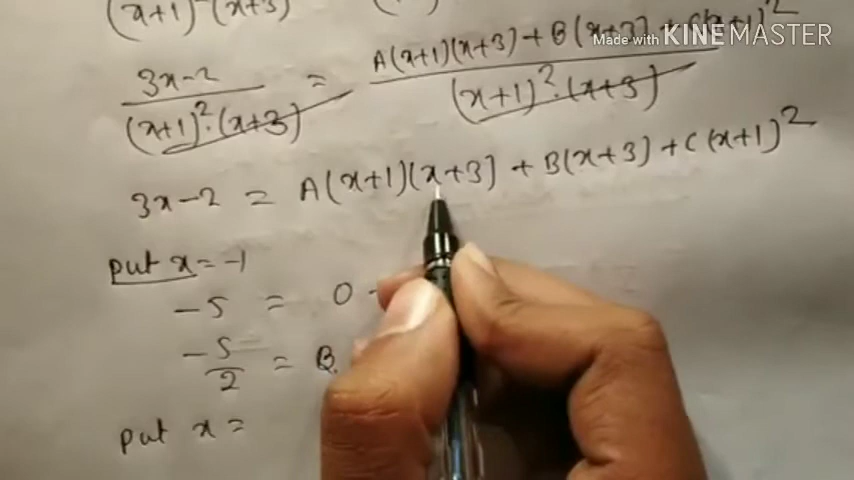 (x+1)² (x+3)
3x-2 / (x+1)².(x+3) = A(x+1)(x+3) + B(x+3) + C(x+1)² / (x+1)².(x+3)
Made with KINEMASTER
3x-2 = A(x+1)(x+3) + B(x+3) + C(x+1)²
put x = -1
-5 = 0
-5/2 = B
put x =